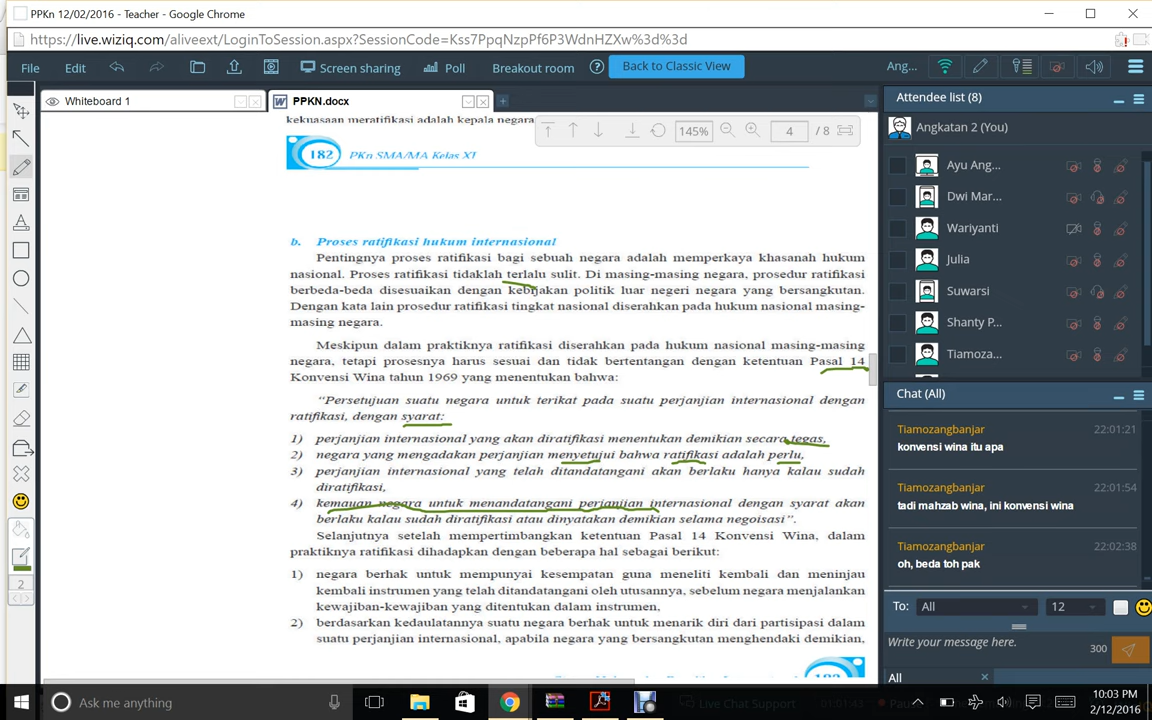 PPKn 12/02/2016 - Teacher - Google Chrome
https://live.wiziq.com/aliveext/LoginToSession.aspx?SessionCode=Kss7PpqNzpPf6P3WdnHZXw%3d%3d
File Edit Screen sharing Poll Breakout room Back to Classic View Ang...
Whiteboard 1 PPKN.docx
145% 4 / 8
kekuasaan meratifikasi adalah kepala negara
182 PKn SMA/MA Kelas XI
b. Proses ratifikasi hukum internasional
Pentingnya proses ratifikasi bagi sebuah negara adalah memperkaya khasanah hukum
nasional. Proses ratifikasi tidaklah terlalu sulit. Di masing-masing negara, prosedur ratifikasi
berbeda-beda disesuaikan dengan kebijakan politik luar negeri negara yang bersangkutan.
Dengan kata lain prosedur ratifikasi tingkat nasional diserahkan pada hukum nasional masing-
masing negara.
Meskipun dalam praktiknya ratifikasi diserahkan pada hukum nasional masing-masing
negara, tetapi prosesnya harus sesuai dan tidak bertentangan dengan ketentuan Pasal 14
Konvensi Wina tahun 1969 yang menentukan bahwa:
“Persetujuan suatu negara untuk terikat pada suatu perjanjian internasional dengan
ratifikasi, dengan syarat:
1) perjanjian internasional yang akan diratifikasi menentukan demikian secara tegas,
2) negara yang mengadakan perjanjian menyetujui bahwa ratifikasi adalah perlu,
3) perjanjian internasional yang telah ditandatangani akan berlaku hanya kalau sudah
diratifikasi,
4) kemauan negara untuk menandatangani perjanjian internasional dengan syarat akan
berlaku kalau sudah diratifikasi atau dinyatakan demikian selama negoisasi”.
Selanjutnya setelah mempertimbangkan ketentuan Pasal 14 Konvensi Wina, dalam
praktiknya ratifikasi dihadapkan dengan beberapa hal sebagai berikut:
1) negara berhak untuk mempunyai kesempatan guna meneliti kembali dan meninjau
kembali instrumen yang telah ditandatangani oleh utusannya, sebelum negara menjalankan
kewajiban-kewajiban yang ditentukan dalam instrumen,
2) berdasarkan kedaulatannya suatu negara berhak untuk menarik diri dari partisipasi dalam
suatu perjanjian internasional, apabila negara yang bersangkutan menghendaki demikian,
2
Attendee list (8)
Angkatan 2 (You)
Ayu Ang...
Dwi Mar...
Wariyanti
Julia
Suwarsi
Shanty P...
Tiamoza...
Chat (All)
Tiamozangbanjar 22:01:21
konvensi wina itu apa
Tiamozangbanjar 22:01:54
tadi mahzab wina, ini konvensi wina
Tiamozangbanjar 22:02:38
oh, beda toh pak
To: All 12
Write your message here. 300
All
Live Chat Support 01:01:43
Ask me anything
10:03 PM
2/12/2016